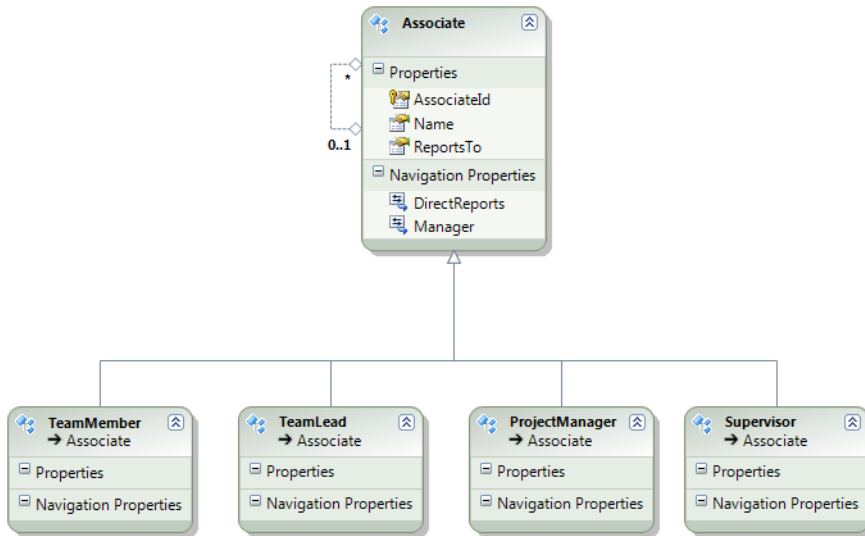 Associate
Properties
*
AssociateId
Name
0..1
ReportsTo
Navigation Properties
DirectReports
Manager
TeamMember
→ Associate
Properties
Navigation Properties
TeamLead
→ Associate
Properties
Navigation Properties
ProjectManager
→ Associate
Properties
Navigation Properties
Supervisor
→ Associate
Properties
Navigation Properties